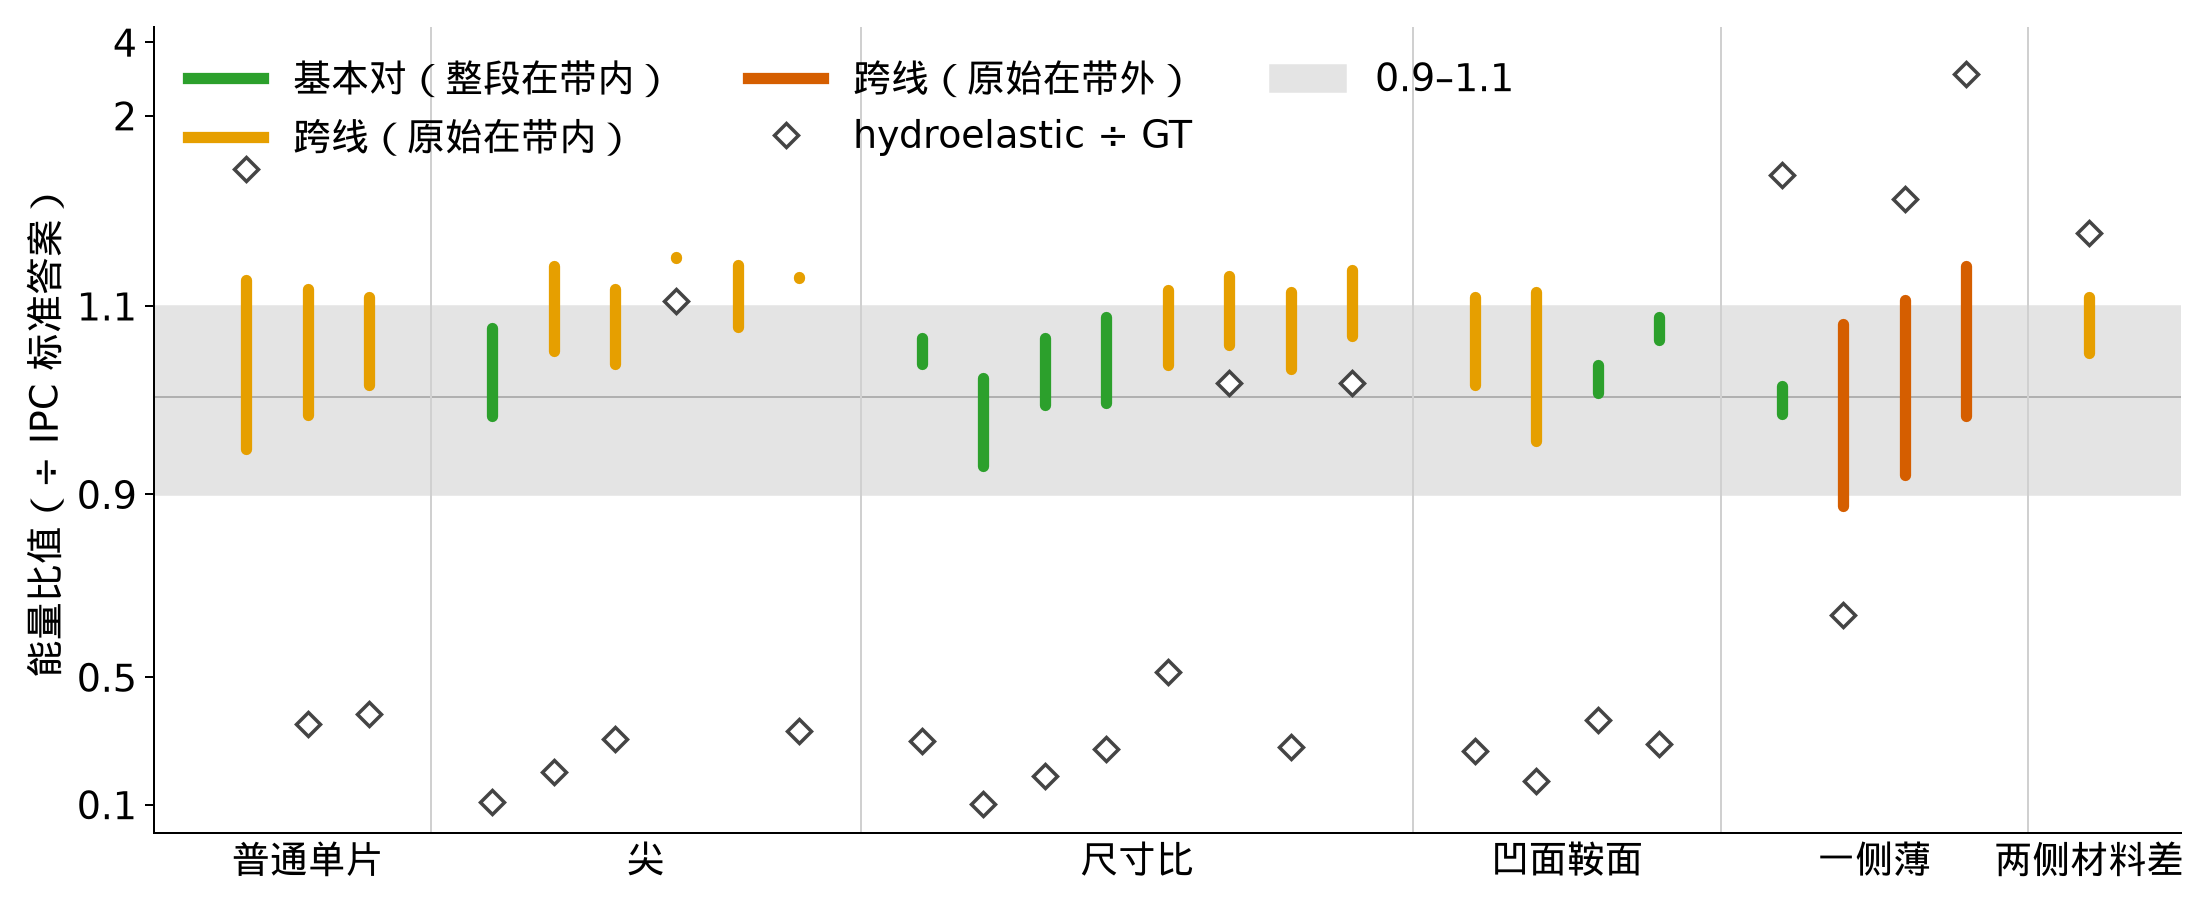 能量比值（÷ IPC 标准答案）
4
2
1.1
0.9
0.5
0.1
基本对（整段在带内）
跨线（原始在带内）
跨线（原始在带外）
hydroelastic ÷ GT
0.9–1.1
普通单片
尖
尺寸比
凹面鞍面
一侧薄
两侧材料差